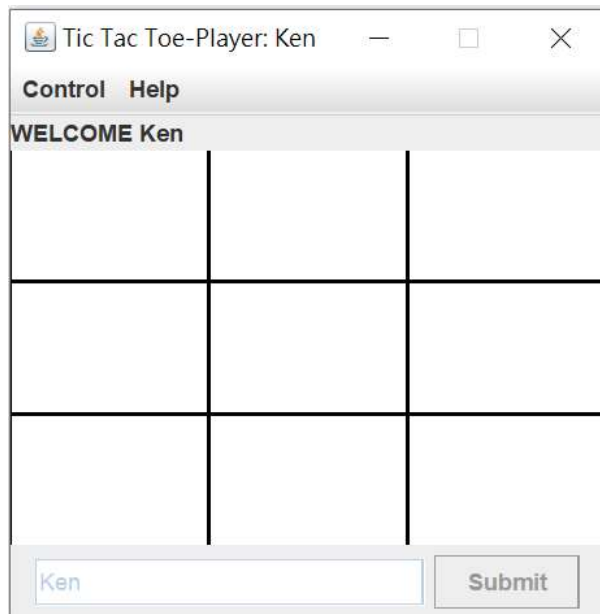 Tic Tac Toe-Player: Ken
Control Help
WELCOME Ken
Ken Submit